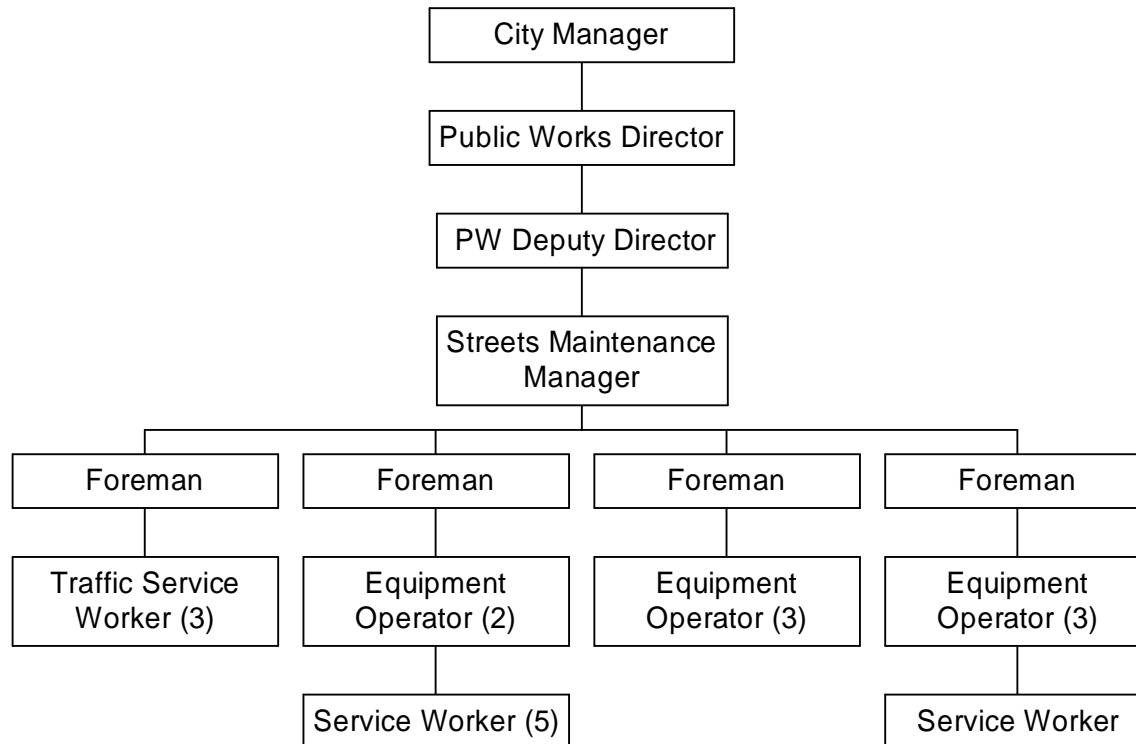 City Manager
Public Works Director
PW Deputy Director
Streets Maintenance
Manager
Foreman
Foreman
Foreman
Foreman
Traffic Service
Worker (3)
Equipment
Operator (2)
Equipment
Operator (3)
Equipment
Operator (3)
Service Worker (5)
Service Worker